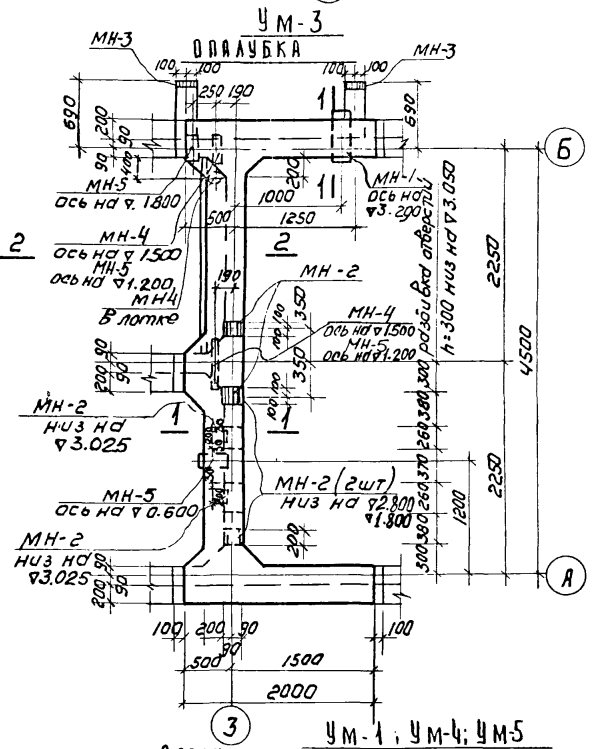 УМ-3
ОПАЛУБКА
МН-3
МН-3
100 100
100 100
250 190
1
690
200
90
90
400
690
Б
МН-5
ось на ▽. 1.800
200
1
МН-1
ось на
▽3.200
1000
500
1250
2
2
МН-4
ось на ▽ 1.500
МН-5
ось на ▽1.200
МН4
В лотке
190
МН-2
350
100 100
МН-4
ось на ▽1.500
МН-5
ось на ▽1.200
350
100 100
разбивка отверстий
h=300 низ на ▽3.050
2250
4500
90
200 90
МН-2
низ на
▽3.025
1
1
300 380 260 370 260 380 300
1200
2250
МН-5
ось на ▽ 0.600
МН-2 (2шт)
низ на ▽2.800
▽1.800
200
МН-2
низ на
▽3.025
90
200 90
А
100
200 90
90
100
500
1500
2000
3
УМ-1; УМ-4; УМ-5